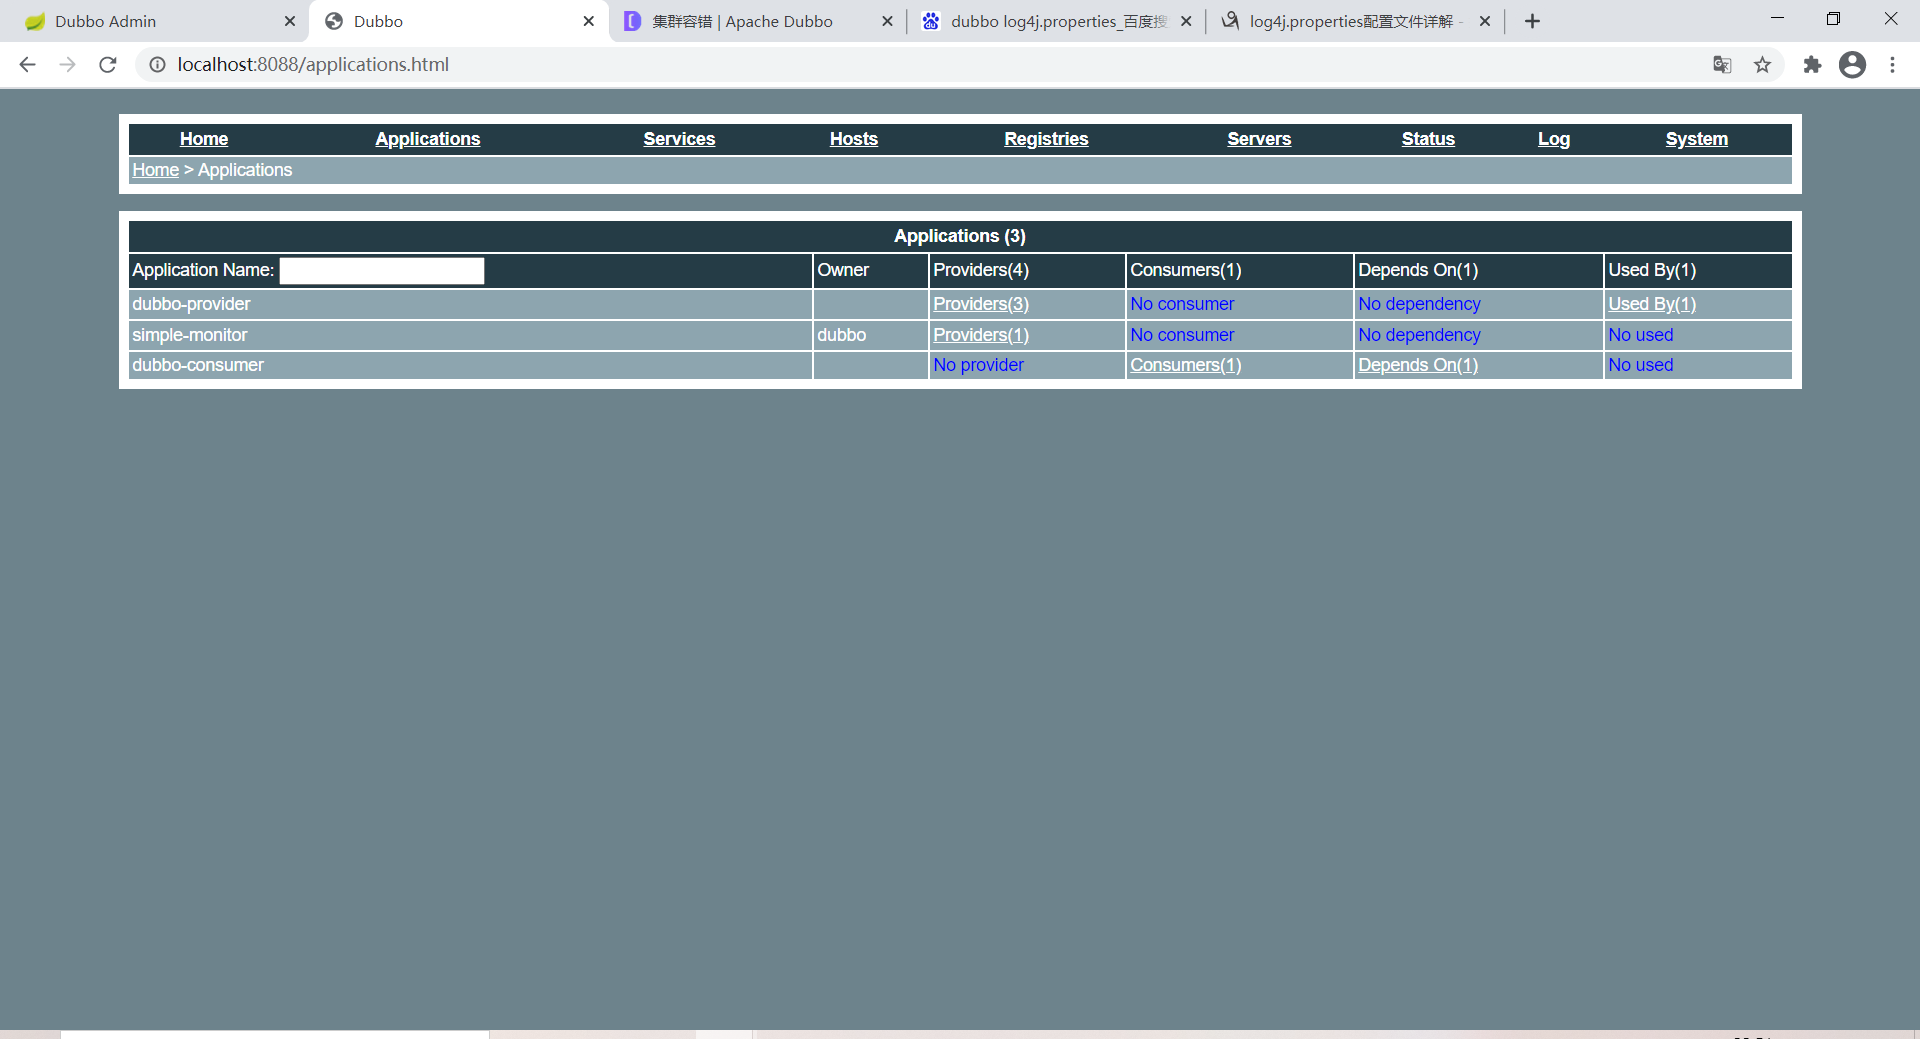 Dubbo Admin
Dubbo
集群容错 | Apache Dubbo
dubbo log4j.properties_百度搜
log4j.properties配置文件详解 -
localhost:8088/applications.html
Home Applications Services Hosts Registries Servers Status Log System
Home > Applications
Applications (3)
Application Name: Owner Providers(4) Consumers(1) Depends On(1) Used By(1)
dubbo-provider Providers(3) No consumer No dependency Used By(1)
simple-monitor dubbo Providers(1) No consumer No dependency No used
dubbo-consumer No provider Consumers(1) Depends On(1) No used